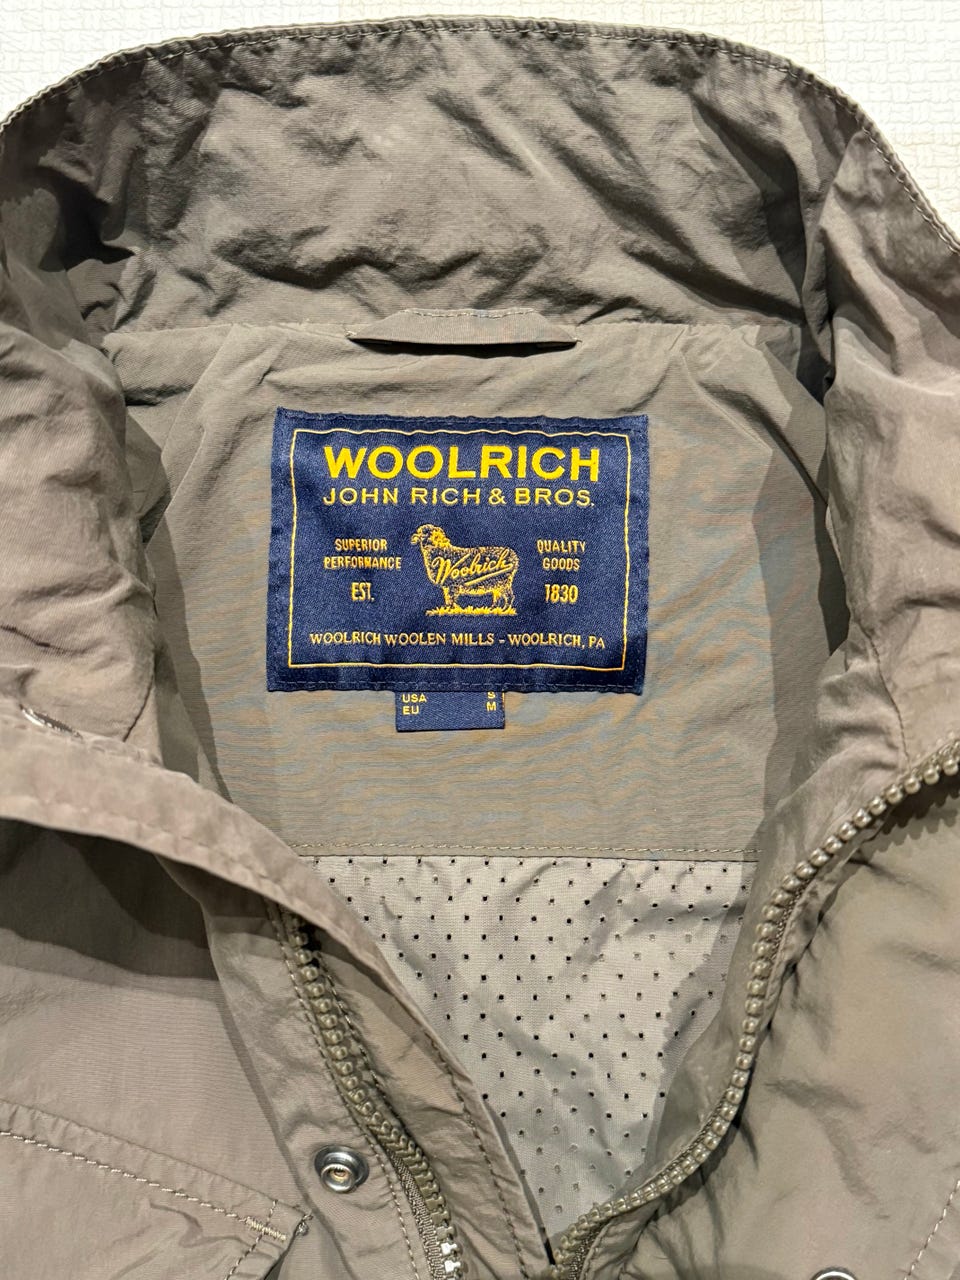 WOOLRICH
JOHN RICH & BROS.
SUPERIOR PERFORMANCE
QUALITY GOODS
EST. 1830
Woolrich
WOOLRICH WOOLEN MILLS - WOOLRICH, PA
USA S
EU M